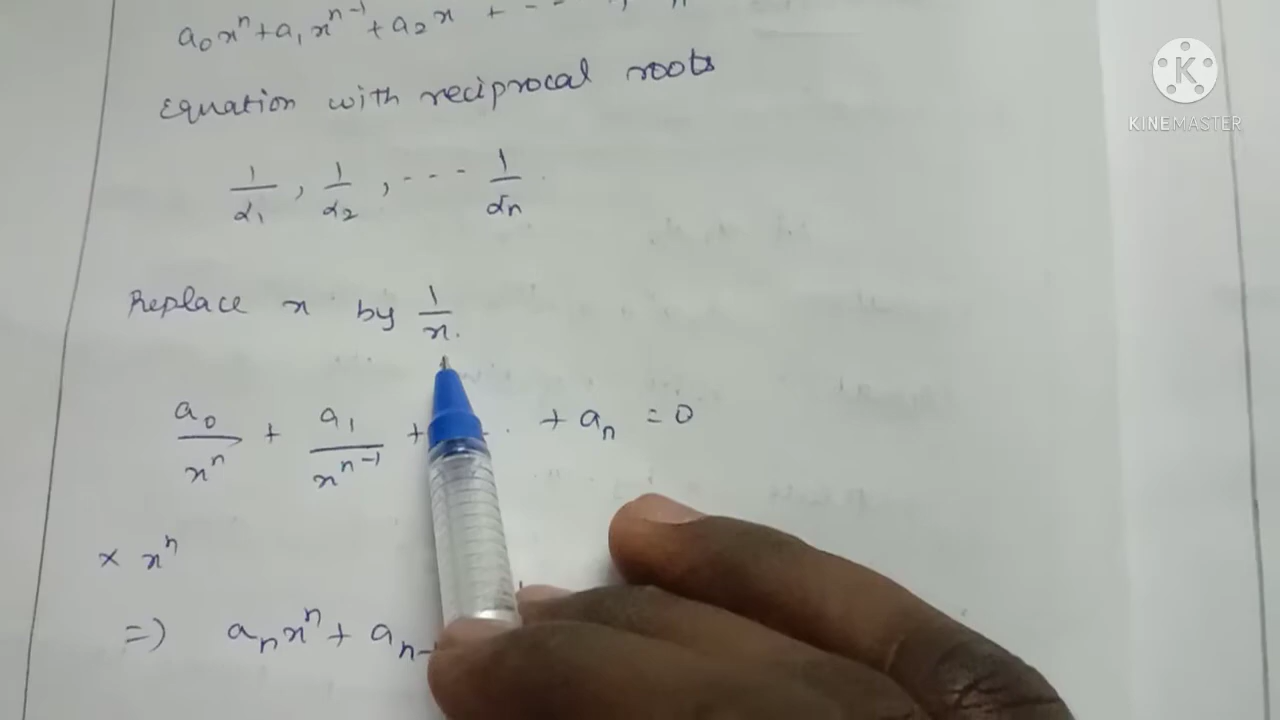 a₀xⁿ + a₁xⁿ⁻¹ + a₂x + - -
Equation with reciprocal roots
1/α₁ , 1/α₂ , - - - 1/αₙ
Replace x by 1/x.
a₀/xⁿ + a₁/xⁿ⁻¹ + . + aₙ = 0
× xⁿ
=) aₙxⁿ + aₙ₋
KINEMASTER